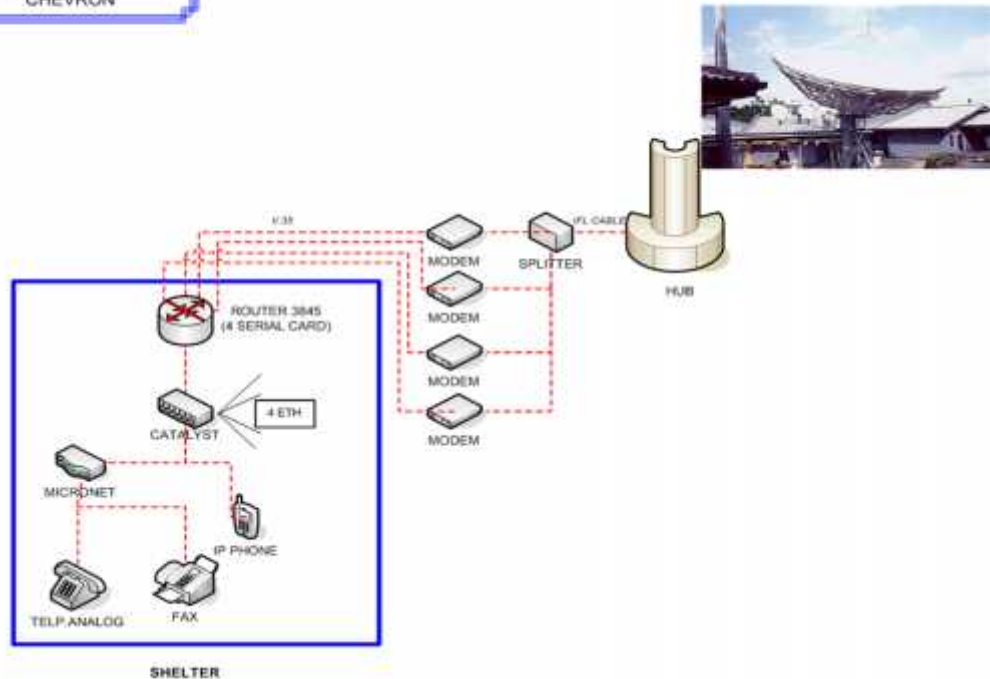 CHEVRON
V.35
MODEM
SPLITTER
IFL CABLE
HUB
MODEM
MODEM
MODEM
ROUTER 3845
(4 SERIAL CARD)
4 ETH
CATALYST
MICRONET
IP PHONE
TELP.ANALOG
FAX
SHELTER